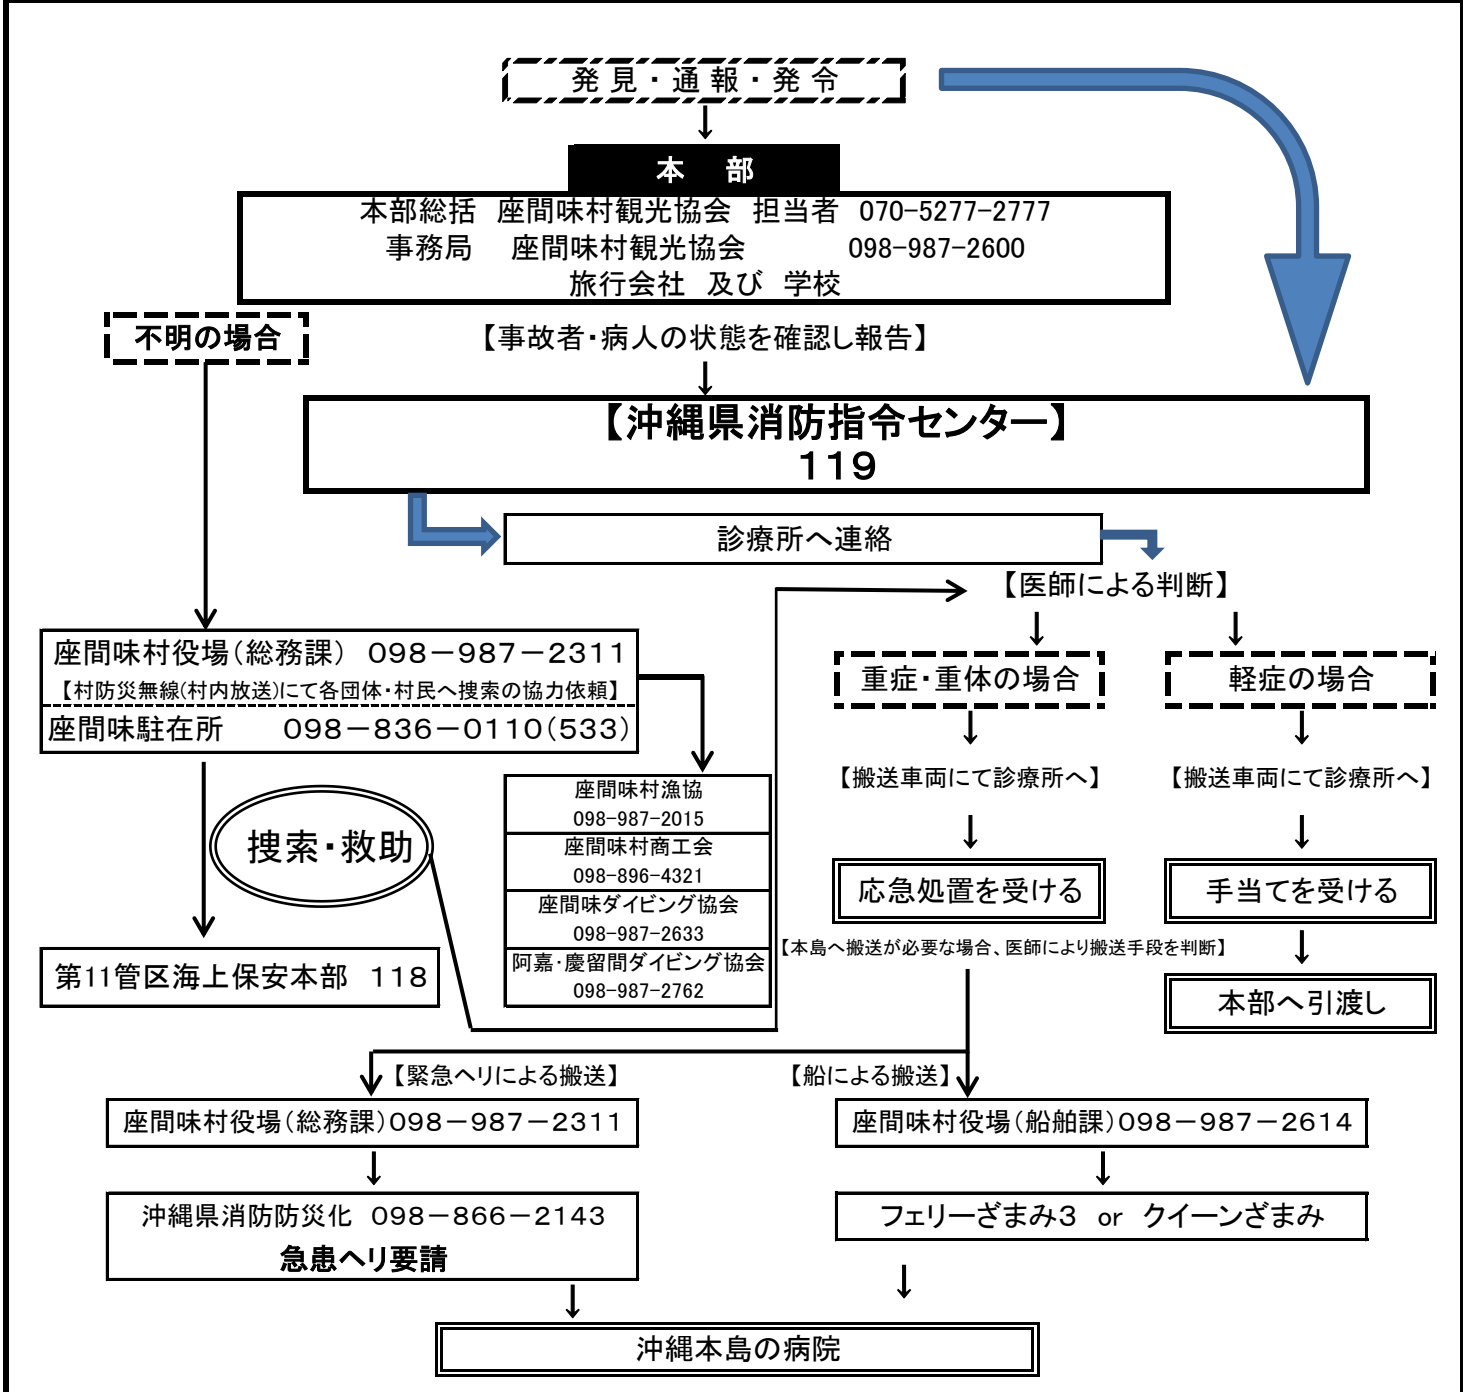 発見・通報・発令
本 部
本部総括 座間味村観光協会 担当者 070-5277-2777
事務局 座間味村観光協会 098-987-2600
旅行会社 及び 学校
不明の場合
【事故者・病人の状態を確認し報告】
【沖縄県消防指令センター】
119
診療所へ連絡
【医師による判断】
座間味村役場(総務課) 098-987-2311
【村防災無線(村内放送)にて各団体・村民へ捜索の協力依頼】
座間味駐在所 098-836-0110(533)
重症・重体の場合
軽症の場合
【搬送車両にて診療所へ】
【搬送車両にて診療所へ】
座間味村漁協
098-987-2015
座間味村商工会
098-896-4321
座間味ダイビング協会
098-987-2633
阿嘉・慶留間ダイビング協会
098-987-2762
捜索・救助
応急処置を受ける
手当てを受ける
【本島へ搬送が必要な場合、医師により搬送手段を判断】
第11管区海上保安本部 118
本部へ引渡し
【緊急ヘリによる搬送】
【船による搬送】
座間味村役場(総務課)098-987-2311
座間味村役場(船舶課)098-987-2614
沖縄県消防防災化 098-866-2143
急患ヘリ要請
フェリーざまみ3 or クイーンざまみ
沖縄本島の病院